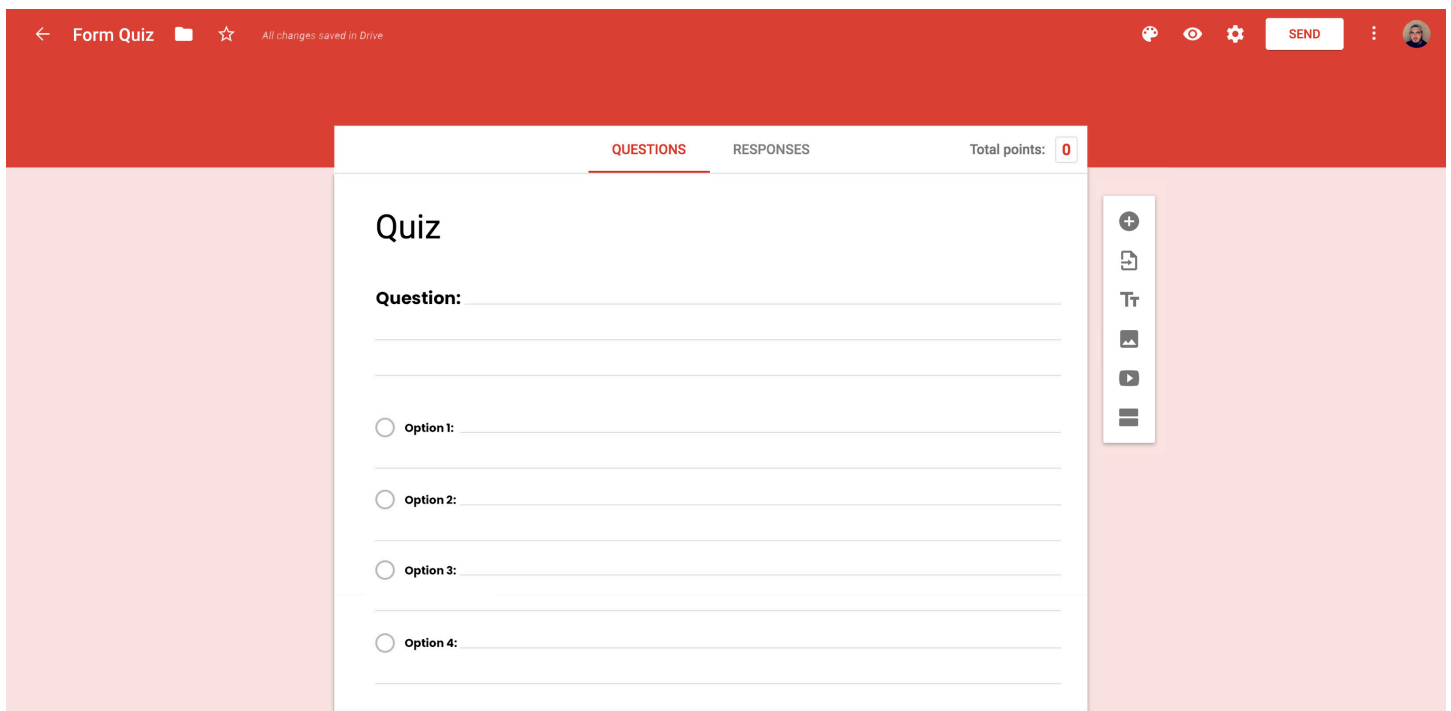 Form Quiz All changes saved in Drive SEND
QUESTIONS RESPONSES Total points: 0
Quiz
Question:
Option 1:
Option 2:
Option 3:
Option 4: